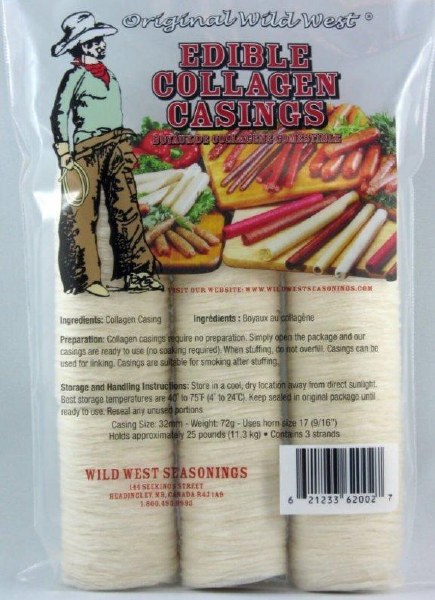 Original Wild West ®
EDIBLE
COLLAGEN
CASINGS
VISIT OUR WEBSITE: WWW.WILDWESTSEASONINGS.COM
Ingredients: Collagen Casing Ingrédients : Boyaux au collagène
Preparation: Collagen casings require no preparation. Simply open the package and our
casings are ready to use (no soaking required). When stuffing, do not overfill. Casings can be
used for linking. Casings are suitable for smoking after stuffing.
Storage and Handling Instructions: Store in a cool, dry location away from direct sunlight.
Best storage temperatures are 40° to 75°F (4° to 24°C). Keep sealed in original package until
ready to use. Reseal any unused portions
Casing Size: 32mm - Weight: 72g - Uses horn size 17 (9/16")
Holds approximately 25 pounds (11.3 kg) • Contains 3 strands
WILD WEST SEASONINGS
STREET
HEADINGLEY, MB, CANADA R4J 1A9
6 21233 62002 7